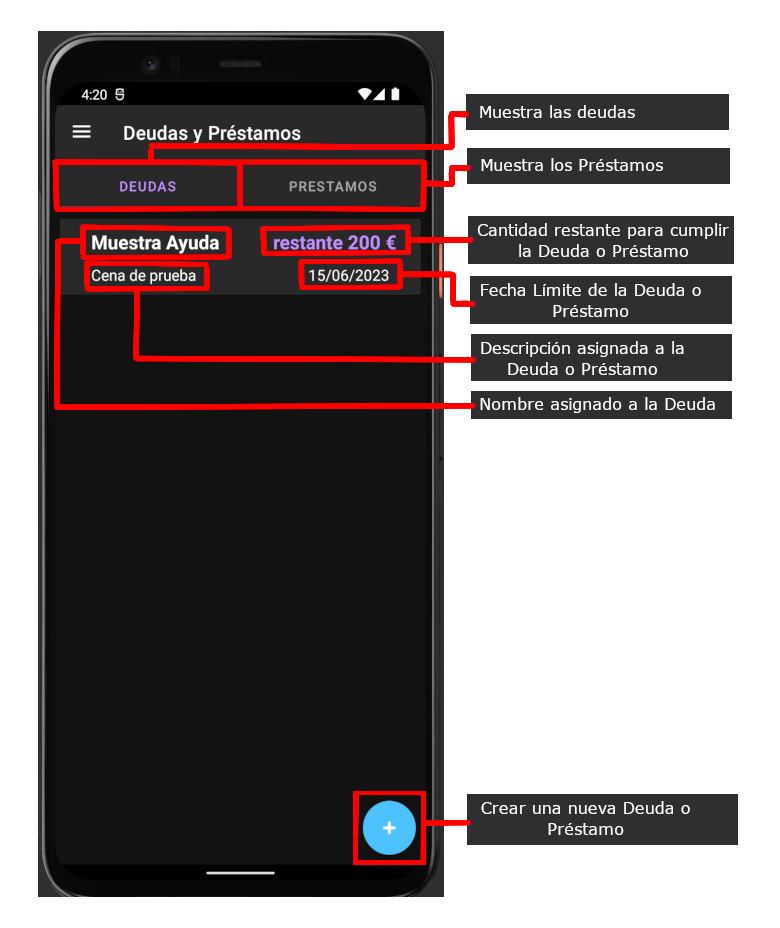 4:20
Deudas y Préstamos
DEUDAS
PRESTAMOS
Muestra Ayuda
restante 200 €
Cena de prueba
15/06/2023
Muestra las deudas
Muestra los Préstamos
Cantidad restante para cumplir
la Deuda o Préstamo
Fecha Límite de la Deuda o
Préstamo
Descripción asignada a la
Deuda o Préstamo
Nombre asignado a la Deuda
+
Crear una nueva Deuda o
Préstamo